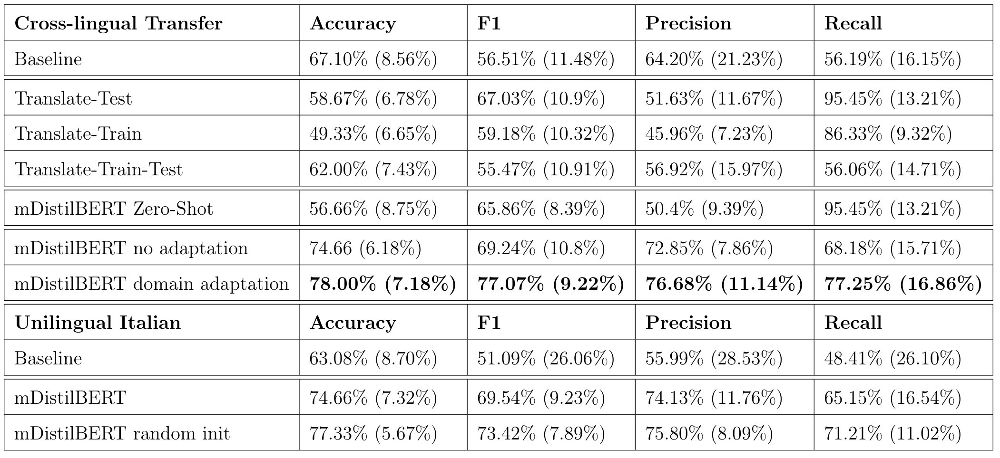 Cross-lingual Transfer Accuracy F1 Precision Recall
Baseline 67.10% (8.56%) 56.51% (11.48%) 64.20% (21.23%) 56.19% (16.15%)
Translate-Test 58.67% (6.78%) 67.03% (10.9%) 51.63% (11.67%) 95.45% (13.21%)
Translate-Train 49.33% (6.65%) 59.18% (10.32%) 45.96% (7.23%) 86.33% (9.32%)
Translate-Train-Test 62.00% (7.43%) 55.47% (10.91%) 56.92% (15.97%) 56.06% (14.71%)
mDistilBERT Zero-Shot 56.66% (8.75%) 65.86% (8.39%) 50.4% (9.39%) 95.45% (13.21%)
mDistilBERT no adaptation 74.66 (6.18%) 69.24% (10.8%) 72.85% (7.86%) 68.18% (15.71%)
mDistilBERT domain adaptation 78.00% (7.18%) 77.07% (9.22%) 76.68% (11.14%) 77.25% (16.86%)
Unilingual Italian Accuracy F1 Precision Recall
Baseline 63.08% (8.70%) 51.09% (26.06%) 55.99% (28.53%) 48.41% (26.10%)
mDistilBERT 74.66% (7.32%) 69.54% (9.23%) 74.13% (11.76%) 65.15% (16.54%)
mDistilBERT random init 77.33% (5.67%) 73.42% (7.89%) 75.80% (8.09%) 71.21% (11.02%)